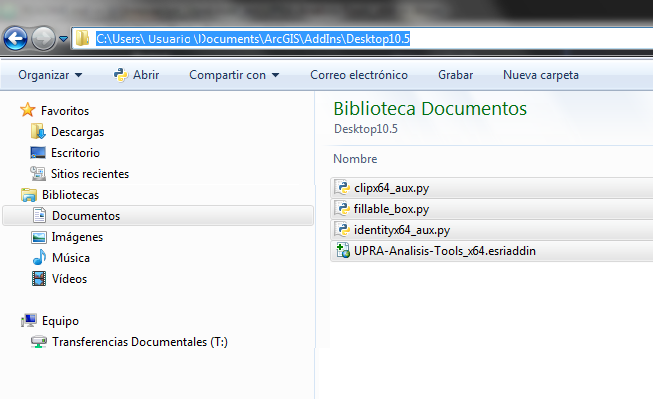 C:\Users\ Usuario \Documents\ArcGIS\AddIns\Desktop10.5
Organizar Abrir Compartir con Correo electrónico Grabar Nueva carpeta
Favoritos
Descargas
Escritorio
Sitios recientes
Bibliotecas
Documentos
Imágenes
Música
Vídeos
Equipo
Transferencias Documentales (T:)
Biblioteca Documentos
Desktop10.5
Nombre
clipx64_aux.py
fillable_box.py
identityx64_aux.py
UPRA-Analisis-Tools_x64.esriaddin